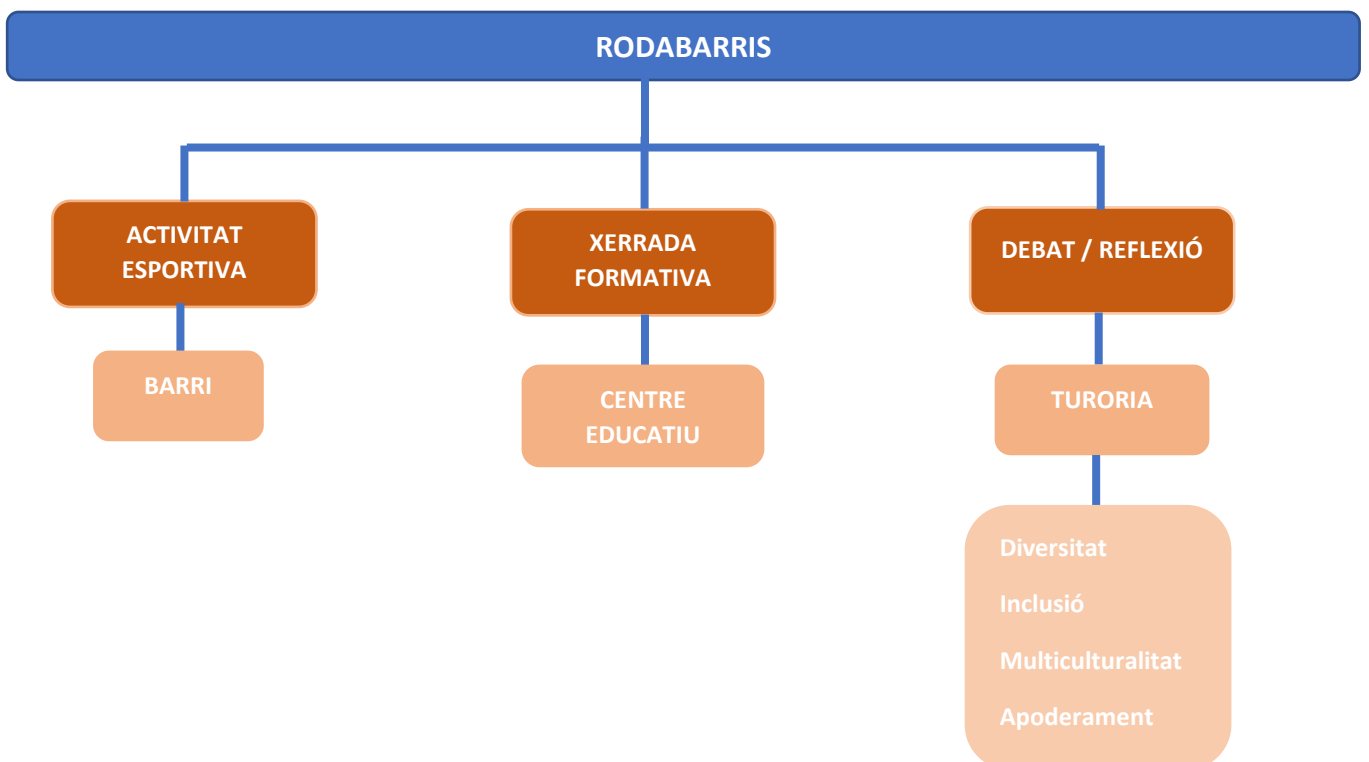 RODABARRIS
ACTIVITAT
ESPORTIVA
XERRADA
FORMATIVA
DEBAT / REFLEXIÓ
BARRI
CENTRE
EDUCATIU
TURORIA
Diversitat
Inclusió
Multiculturalitat
Apoderament